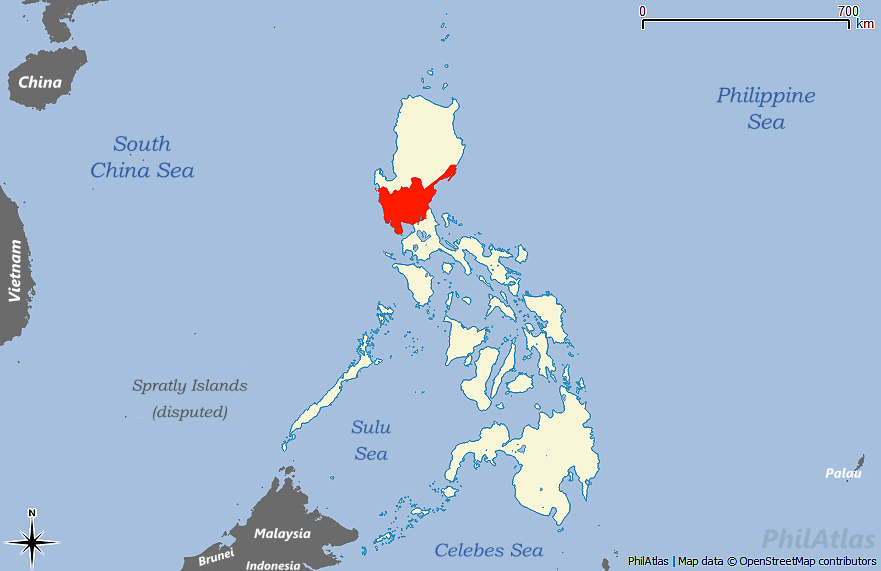 0
700
km
China
Philippine
Sea
South
China Sea
Vietnam
Spratly Islands
(disputed)
Sulu
Sea
Palau
N
Malaysia
Brunei
Indonesia
Celebes Sea
PhilAtlas
PhilAtlas | Map data © OpenStreetMap contributors